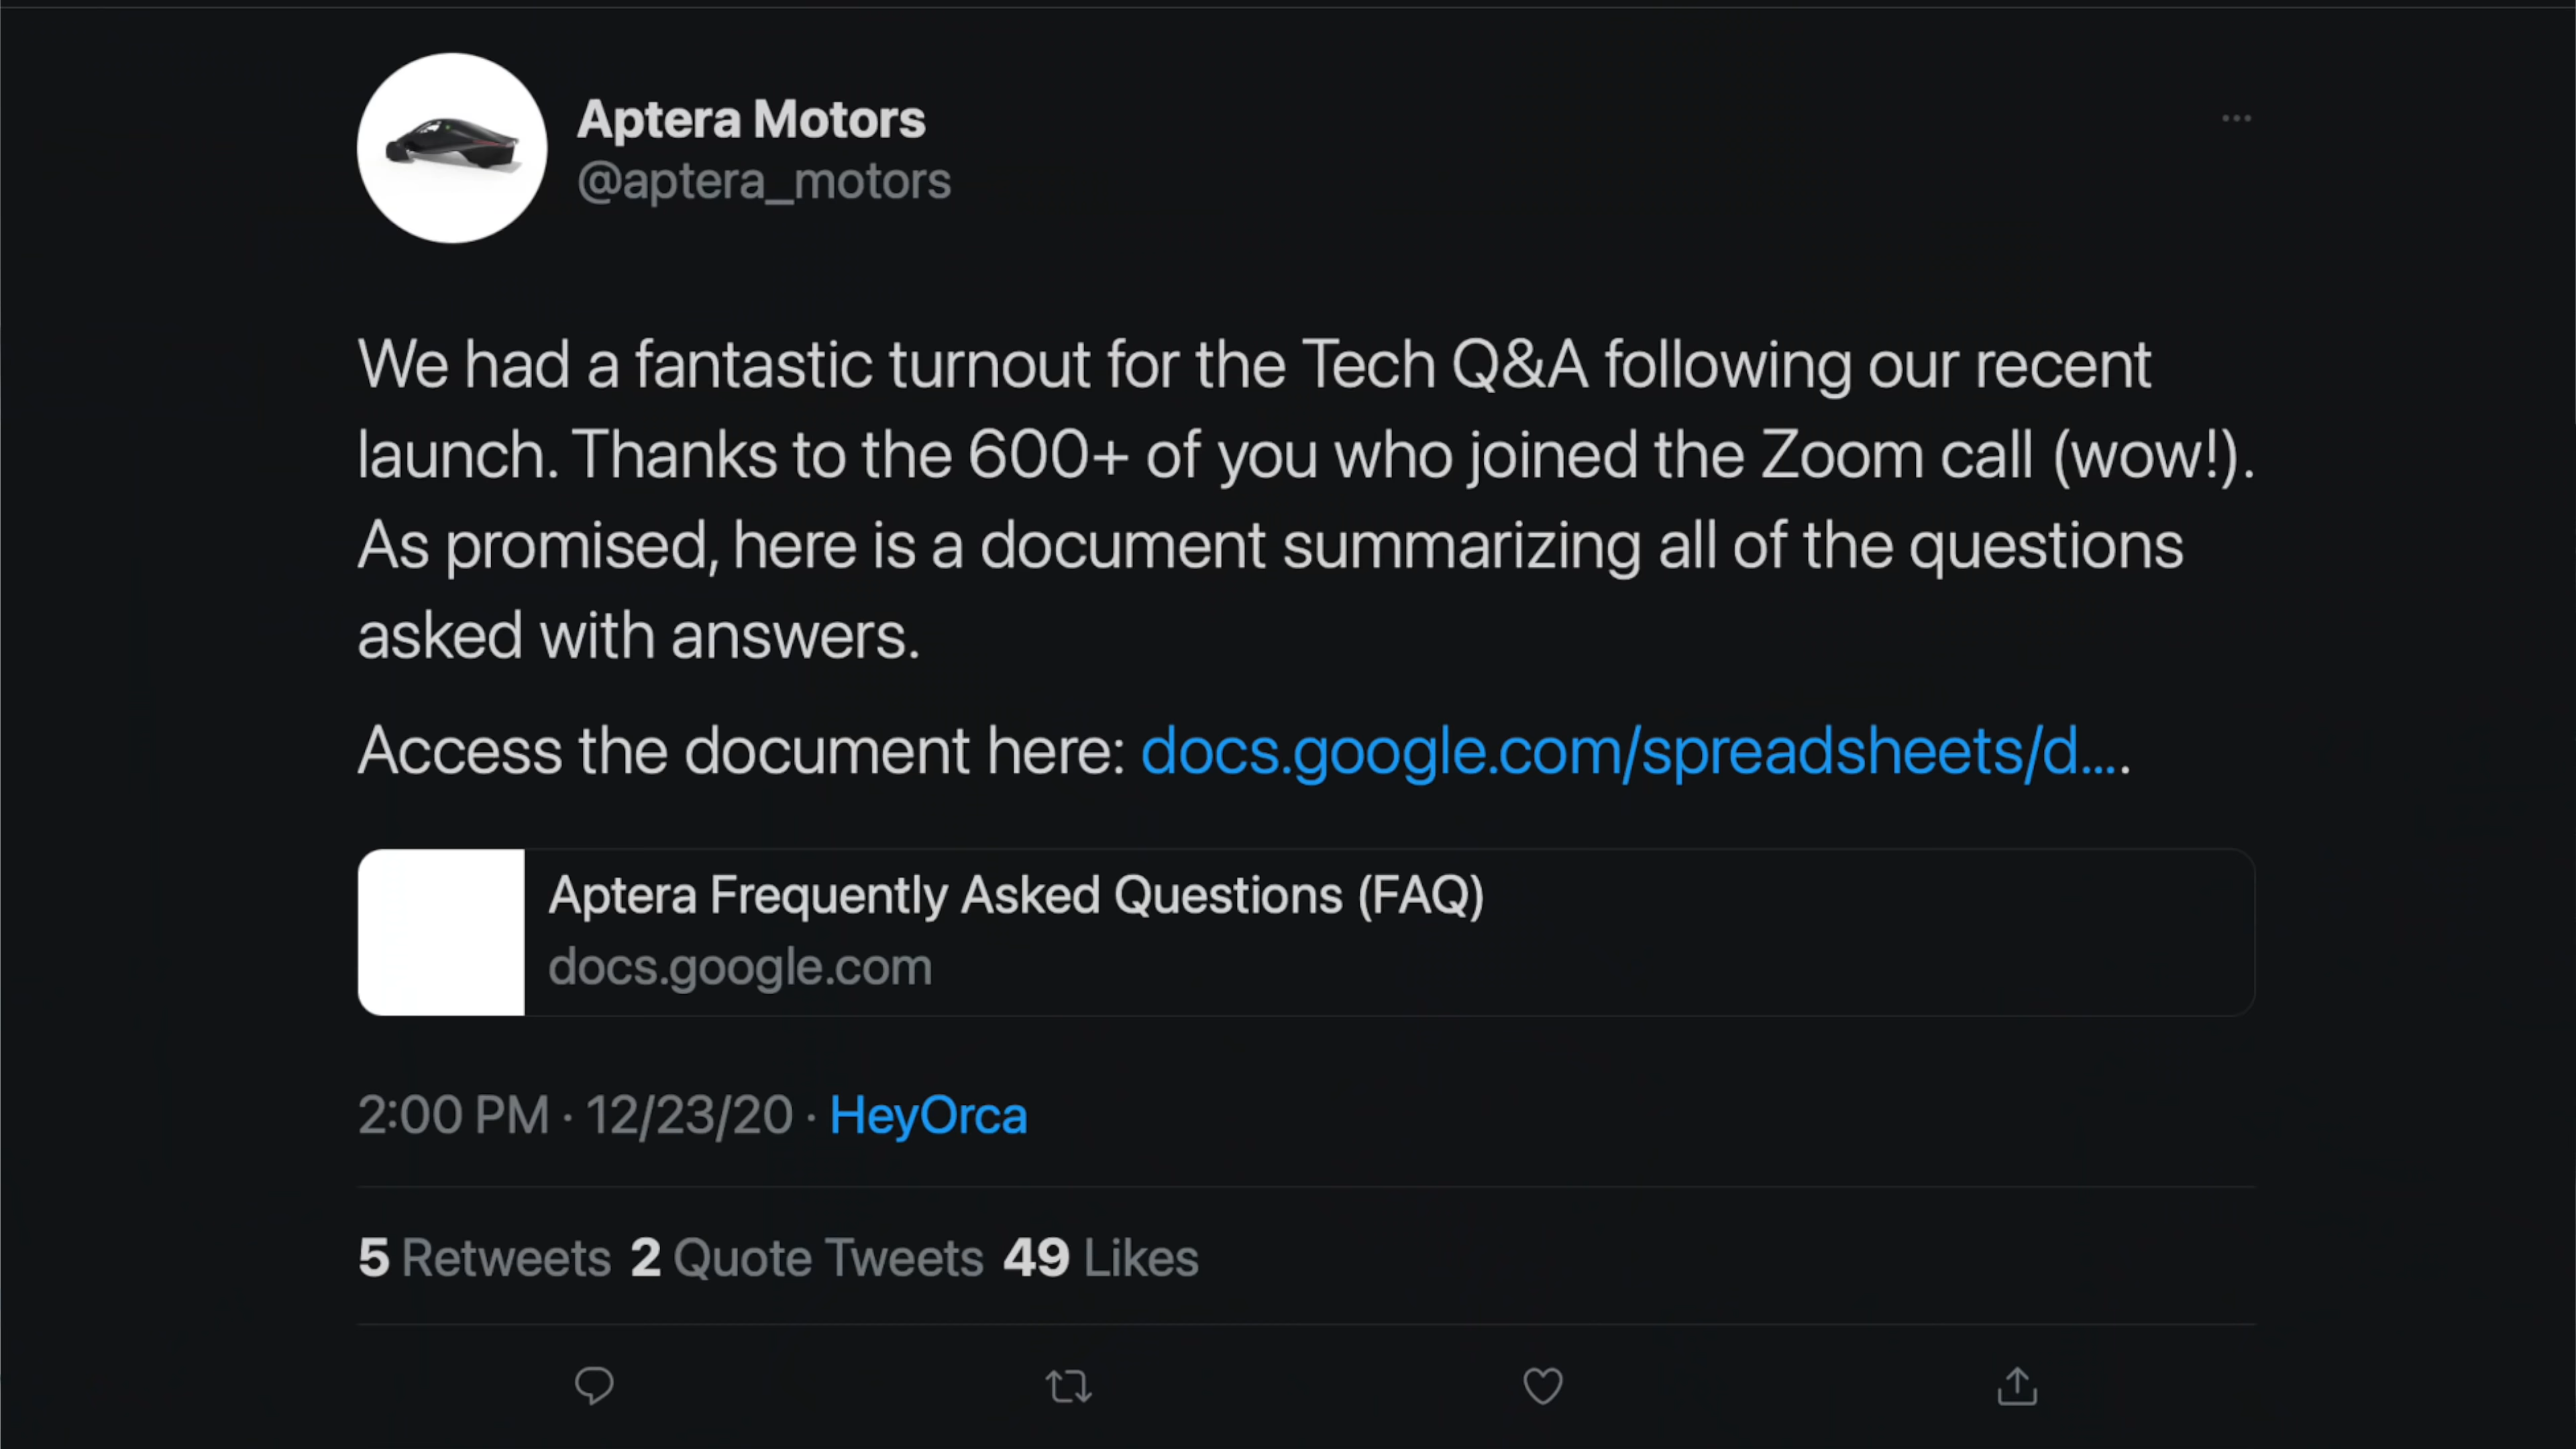 Aptera Motors
@aptera_motors
We had a fantastic turnout for the Tech Q&A following our recent
launch. Thanks to the 600+ of you who joined the Zoom call (wow!).
As promised, here is a document summarizing all of the questions
asked with answers.
Access the document here: docs.google.com/spreadsheets/d….
Aptera Frequently Asked Questions (FAQ)
docs.google.com
2:00 PM · 12/23/20 · HeyOrca
5 Retweets 2 Quote Tweets 49 Likes